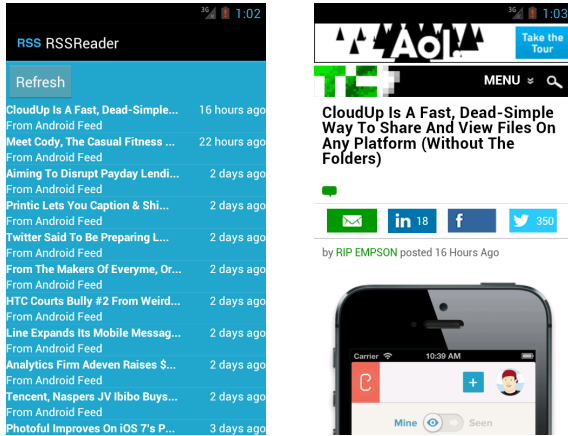 3G 1:02
RSS RSSReader
Refresh
CloudUp Is A Fast, Dead-Simple... 16 hours ago
From Android Feed
Meet Cody, The Casual Fitness ... 22 hours ago
From Android Feed
Aiming To Disrupt Payday Lendi... 2 days ago
From Android Feed
Printic Lets You Caption & Shi... 2 days ago
From Android Feed
Twitter Said To Be Preparing L... 2 days ago
From Android Feed
From The Makers Of Everyme, Or... 2 days ago
From Android Feed
HTC Courts Bully #2 From Weird... 2 days ago
From Android Feed
Line Expands Its Mobile Messag... 2 days ago
From Android Feed
Analytics Firm Adeven Raises $... 2 days ago
From Android Feed
Tencent, Naspers JV Ibibo Buys... 2 days ago
From Android Feed
Photoful Improves On iOS 7's P... 3 days ago
3G 1:03
Aol.
Take the
Tour
TC
MENU
CloudUp Is A Fast, Dead-Simple
Way To Share And View Files On
Any Platform (Without The
Folders)
in 18 f 350
by RIP EMPSON posted 16 Hours Ago
Carrier 10:39 AM
Mine Seen